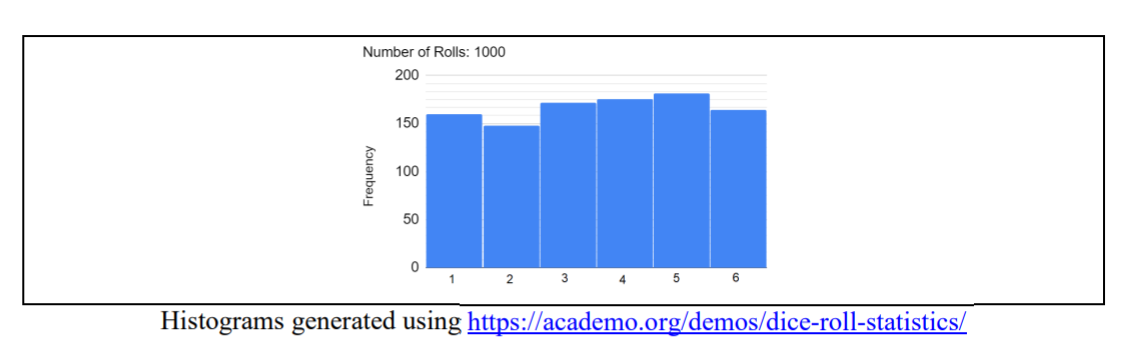 Number of Rolls: 1000
200
150
100
50
0
Frequency
1 2 3 4 5 6
Histograms generated using https://academo.org/demos/dice-roll-statistics/